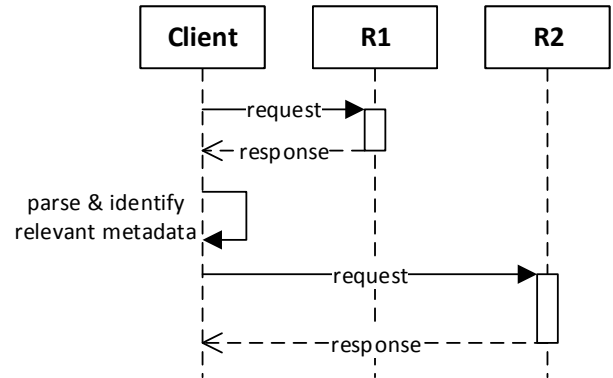 Client
R1
R2
request
response
parse & identify
relevant metadata
request
response